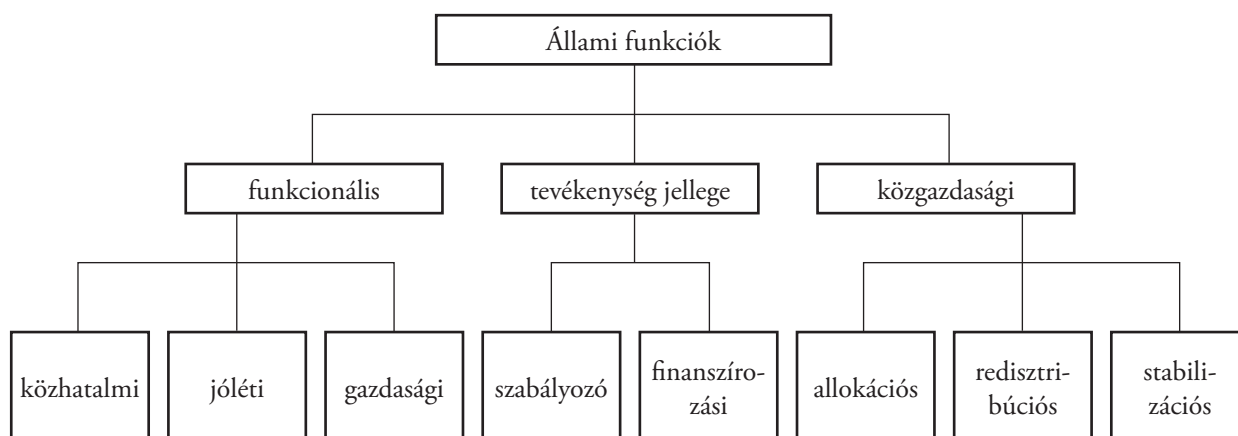 Állami funkciók
funkcionális
tevékenység jellege
közgazdasági
közhatalmi
jóléti
gazdasági
szabályozó
finanszíro-
zási
allokációs
redisztri-
búciós
stabili-
zációs